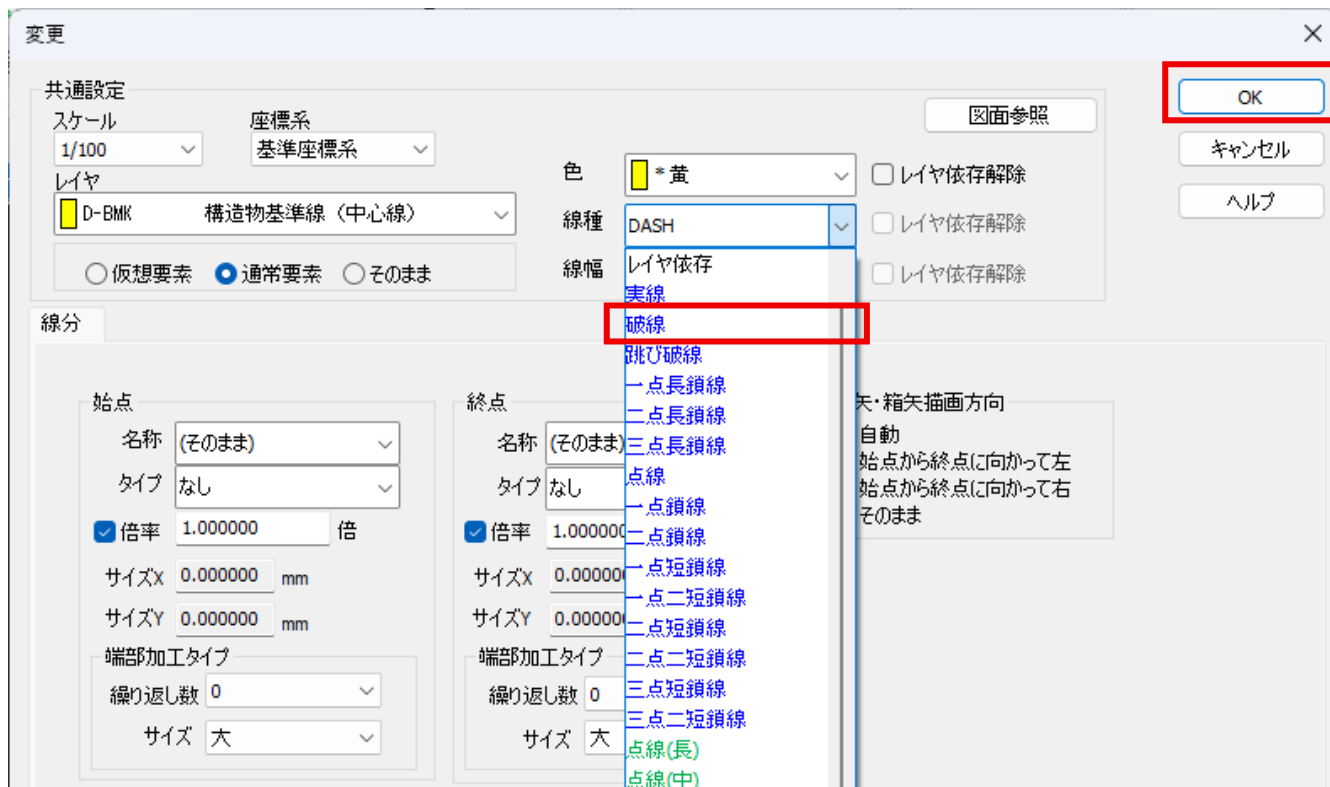 変更
共通設定
スケール 座標系
1/100 基準座標系
レイヤ
D-BMK 構造物基準線（中心線）
仮想要素 通常要素 そのまま
図面参照
色 *黄 レイヤ依存解除
線種 DASH レイヤ依存解除
線幅 レイヤ依存解除
OK
キャンセル
ヘルプ
レイヤ依存
実線
破線
跳び破線
一点長鎖線
二点長鎖線
三点長鎖線
点線
一点鎖線
二点鎖線
一点短鎖線
一点二短鎖線
二点短鎖線
二点二短鎖線
三点短鎖線
三点二短鎖線
点線(長)
点線(中)
線分
始点
名称 (そのまま)
タイプ なし
倍率 1.000000 倍
サイズX 0.000000 mm
サイズY 0.000000 mm
端部加工タイプ
繰り返し数 0
サイズ 大
終点
名称 (そのまま)
タイプ なし
倍率 1.000000
サイズX 0.00000
サイズY 0.00000
端部加工タイプ
繰り返し数 0
サイズ 大
矢・箱矢描画方向
自動
始点から終点に向かって左
始点から終点に向かって右
そのまま